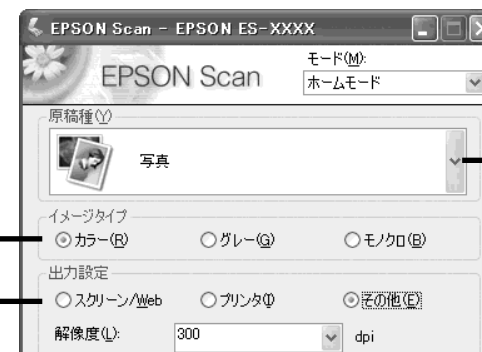 EPSON Scan - EPSON ES-XXXX
EPSON Scan
モード(M):
ホームモード
原稿種(Y)
写真
イメージタイプ
カラー(R) グレー(G) モノクロ(B)
出力設定
スクリーン/Web プリンタ(I) その他(E)
解像度(L): 300 dpi